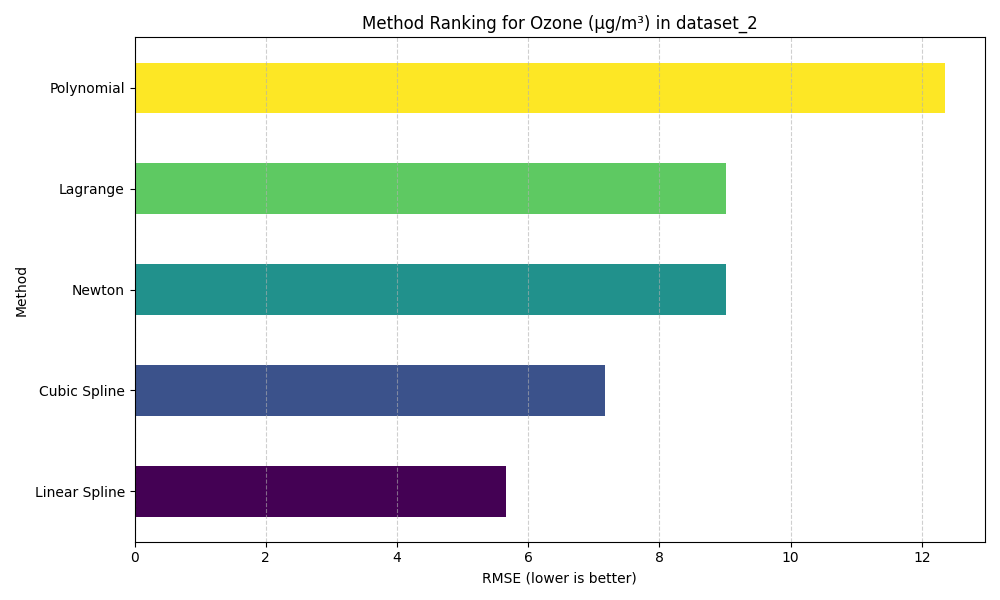 Method Ranking for Ozone (µg/m³) in dataset_2
Method
Polynomial
Lagrange
Newton
Cubic Spline
Linear Spline
0 2 4 6 8 10 12
RMSE (lower is better)